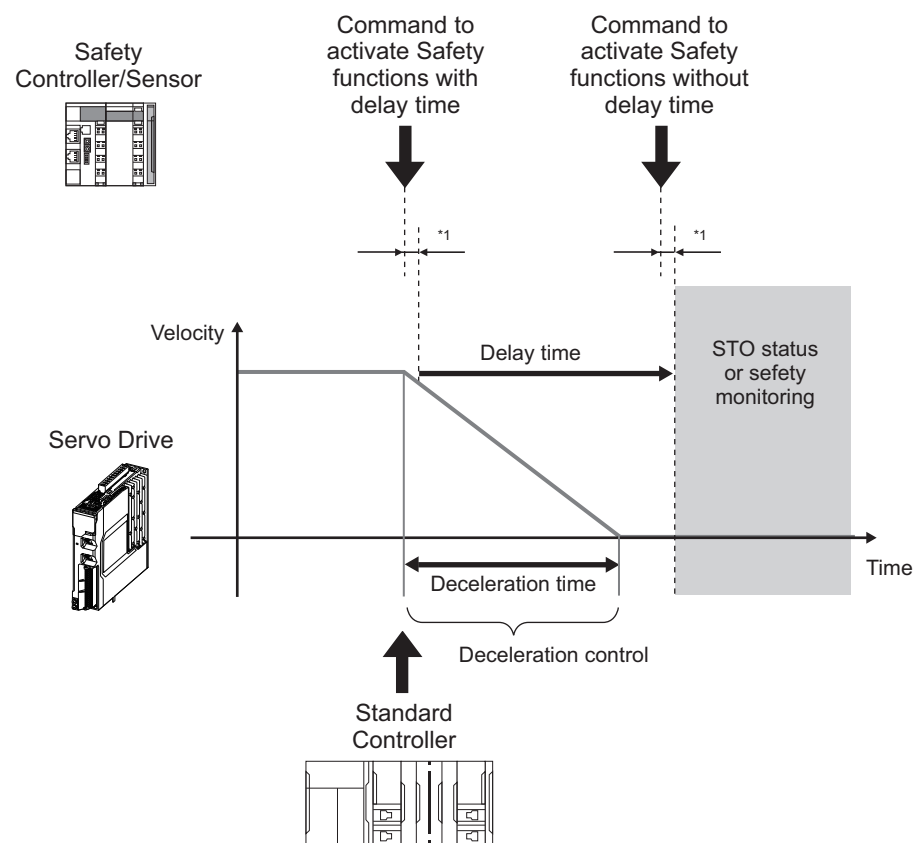 Safety
Controller/Sensor
Command to
activate Safety
functions with
delay time
Command to
activate Safety
functions without
delay time
*1
*1
Velocity
Delay time
STO status
or sefety
monitoring
Servo Drive
Time
Deceleration time
Deceleration control
Standard
Controller